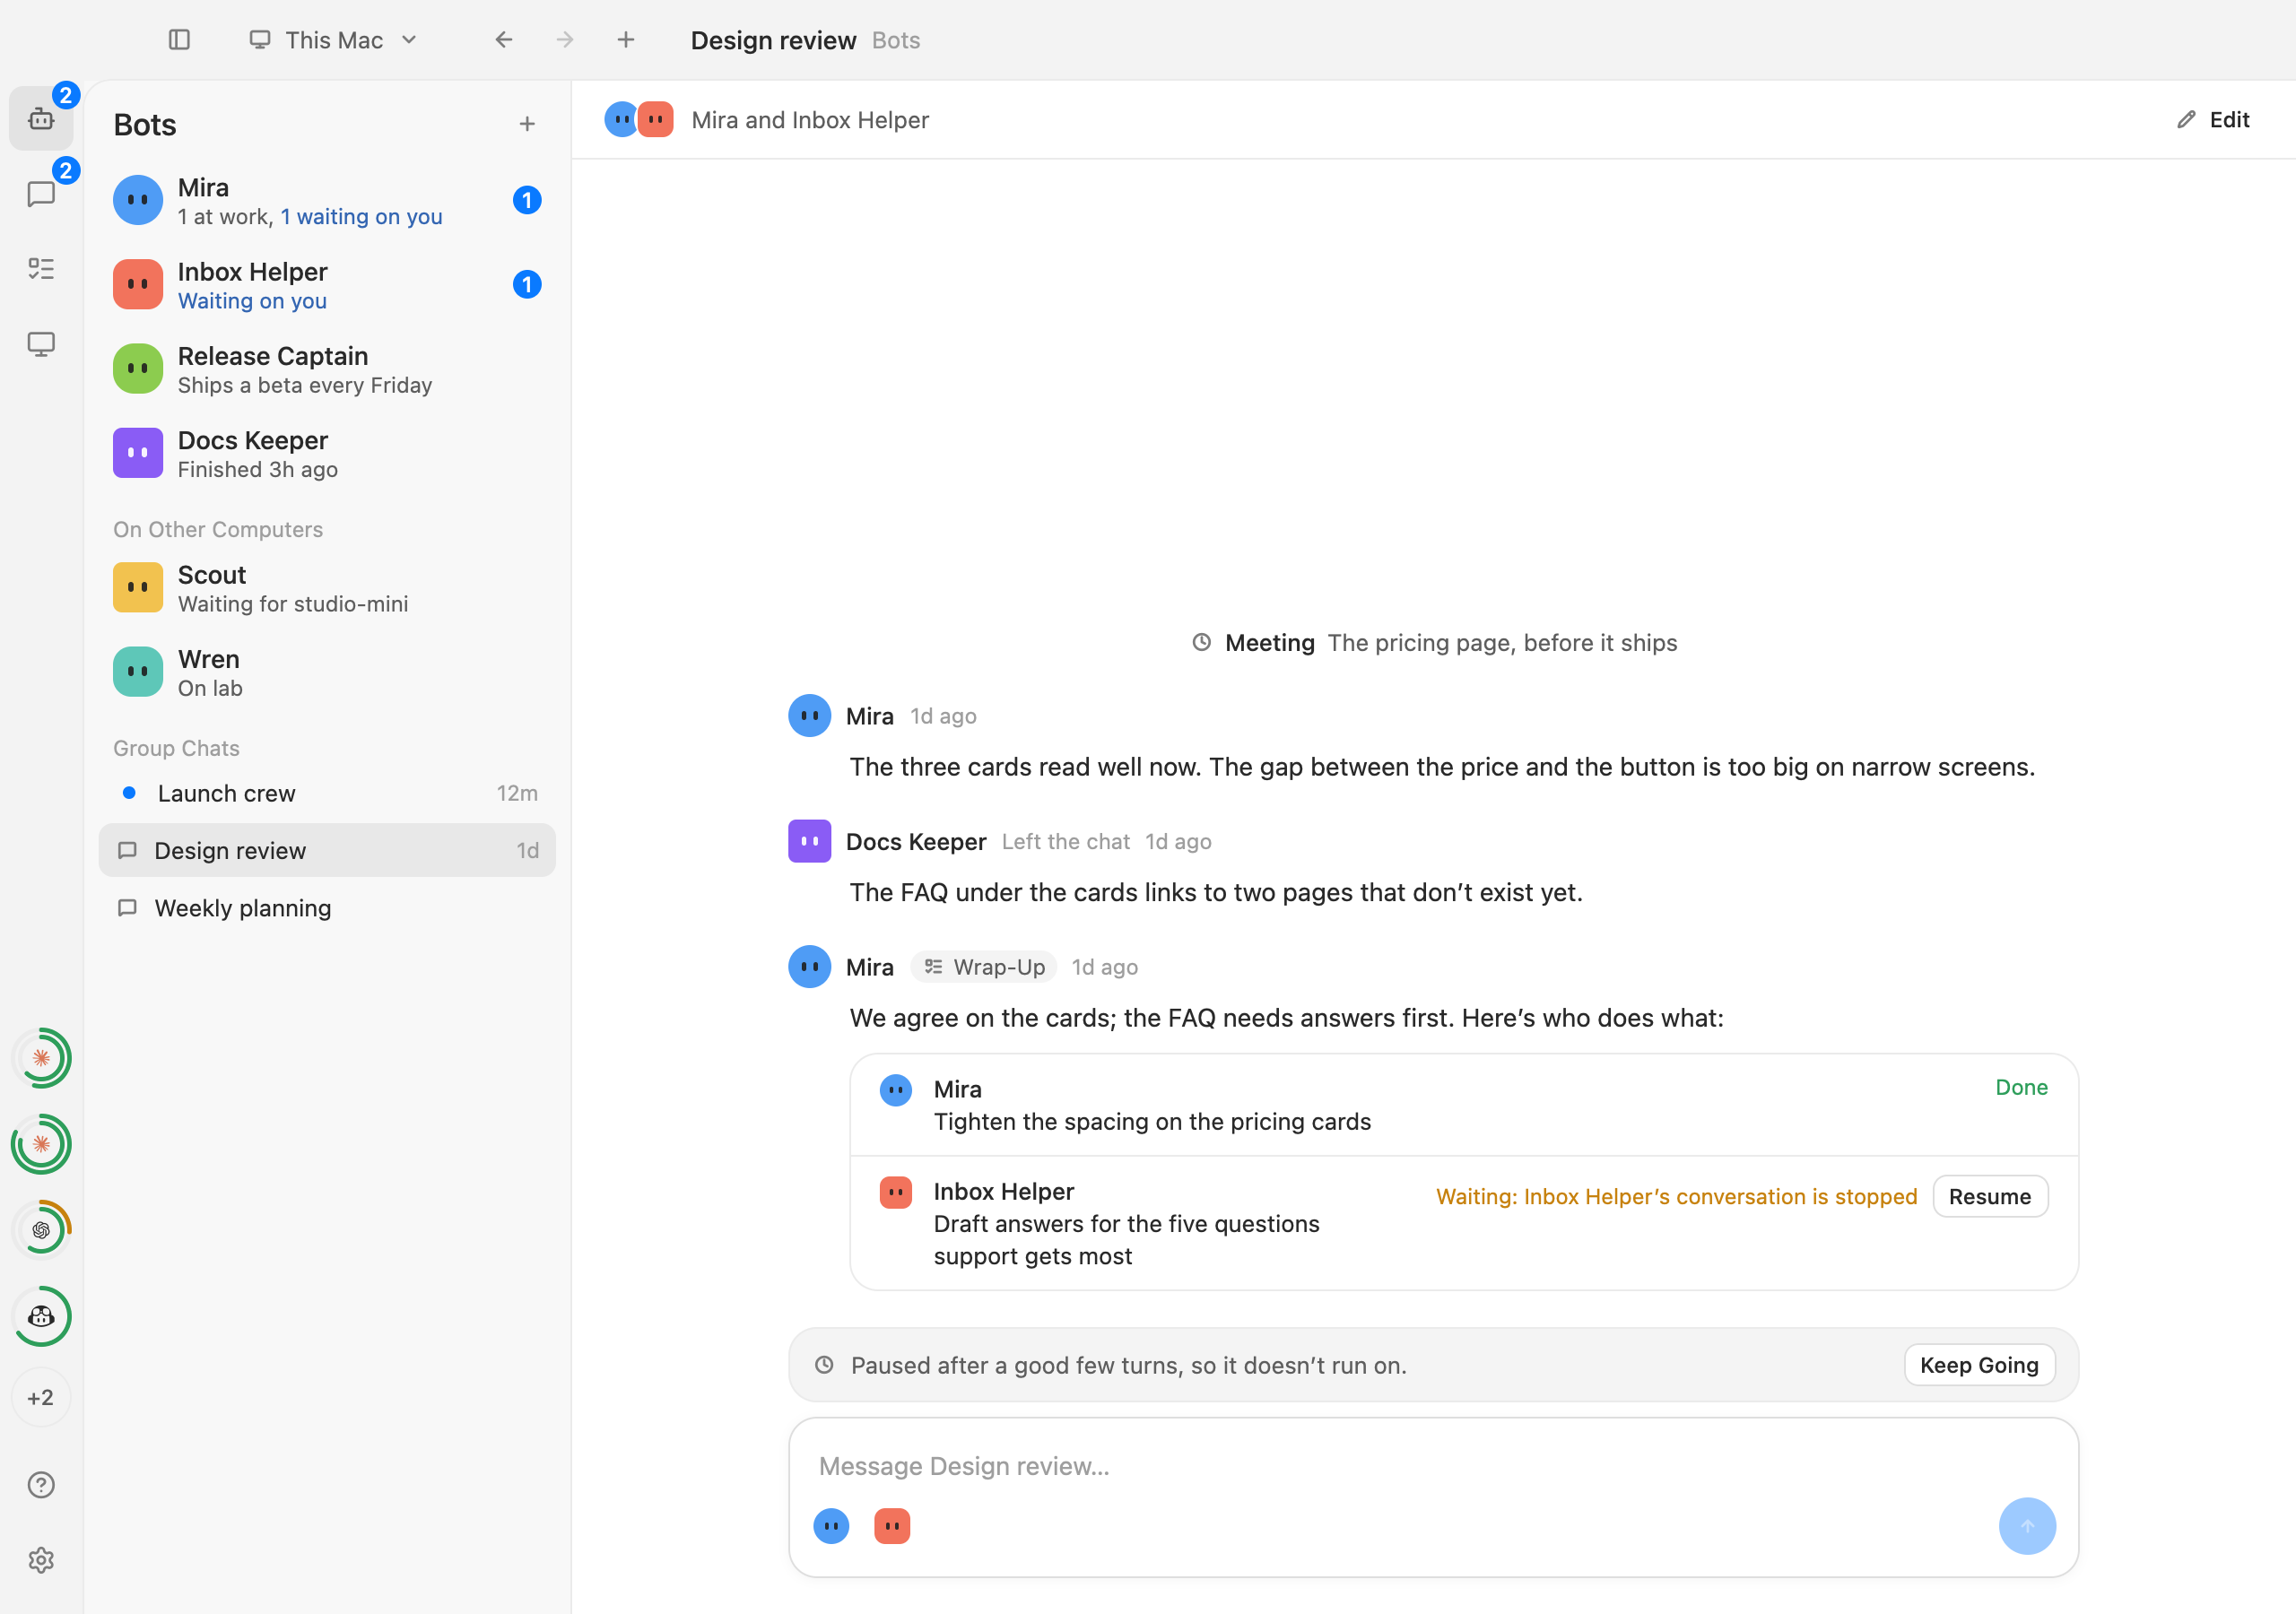 This Mac
Design review Bots
2
2
Bots
Mira
1 at work, 1 waiting on you
1
Inbox Helper
Waiting on you
1
Release Captain
Ships a beta every Friday
Docs Keeper
Finished 3h ago
On Other Computers
Scout
Waiting for studio-mini
Wren
On lab
Group Chats
Launch crew 12m
Design review 1d
Weekly planning
+2
Mira and Inbox Helper
Edit
Meeting The pricing page, before it ships
Mira 1d ago
The three cards read well now. The gap between the price and the button is too big on narrow screens.
Docs Keeper Left the chat 1d ago
The FAQ under the cards links to two pages that don’t exist yet.
Mira Wrap-Up 1d ago
We agree on the cards; the FAQ needs answers first. Here’s who does what:
Mira
Done
Tighten the spacing on the pricing cards
Inbox Helper
Waiting: Inbox Helper’s conversation is stopped Resume
Draft answers for the five questions
support gets most
Paused after a good few turns, so it doesn’t run on.
Keep Going
Message Design review...